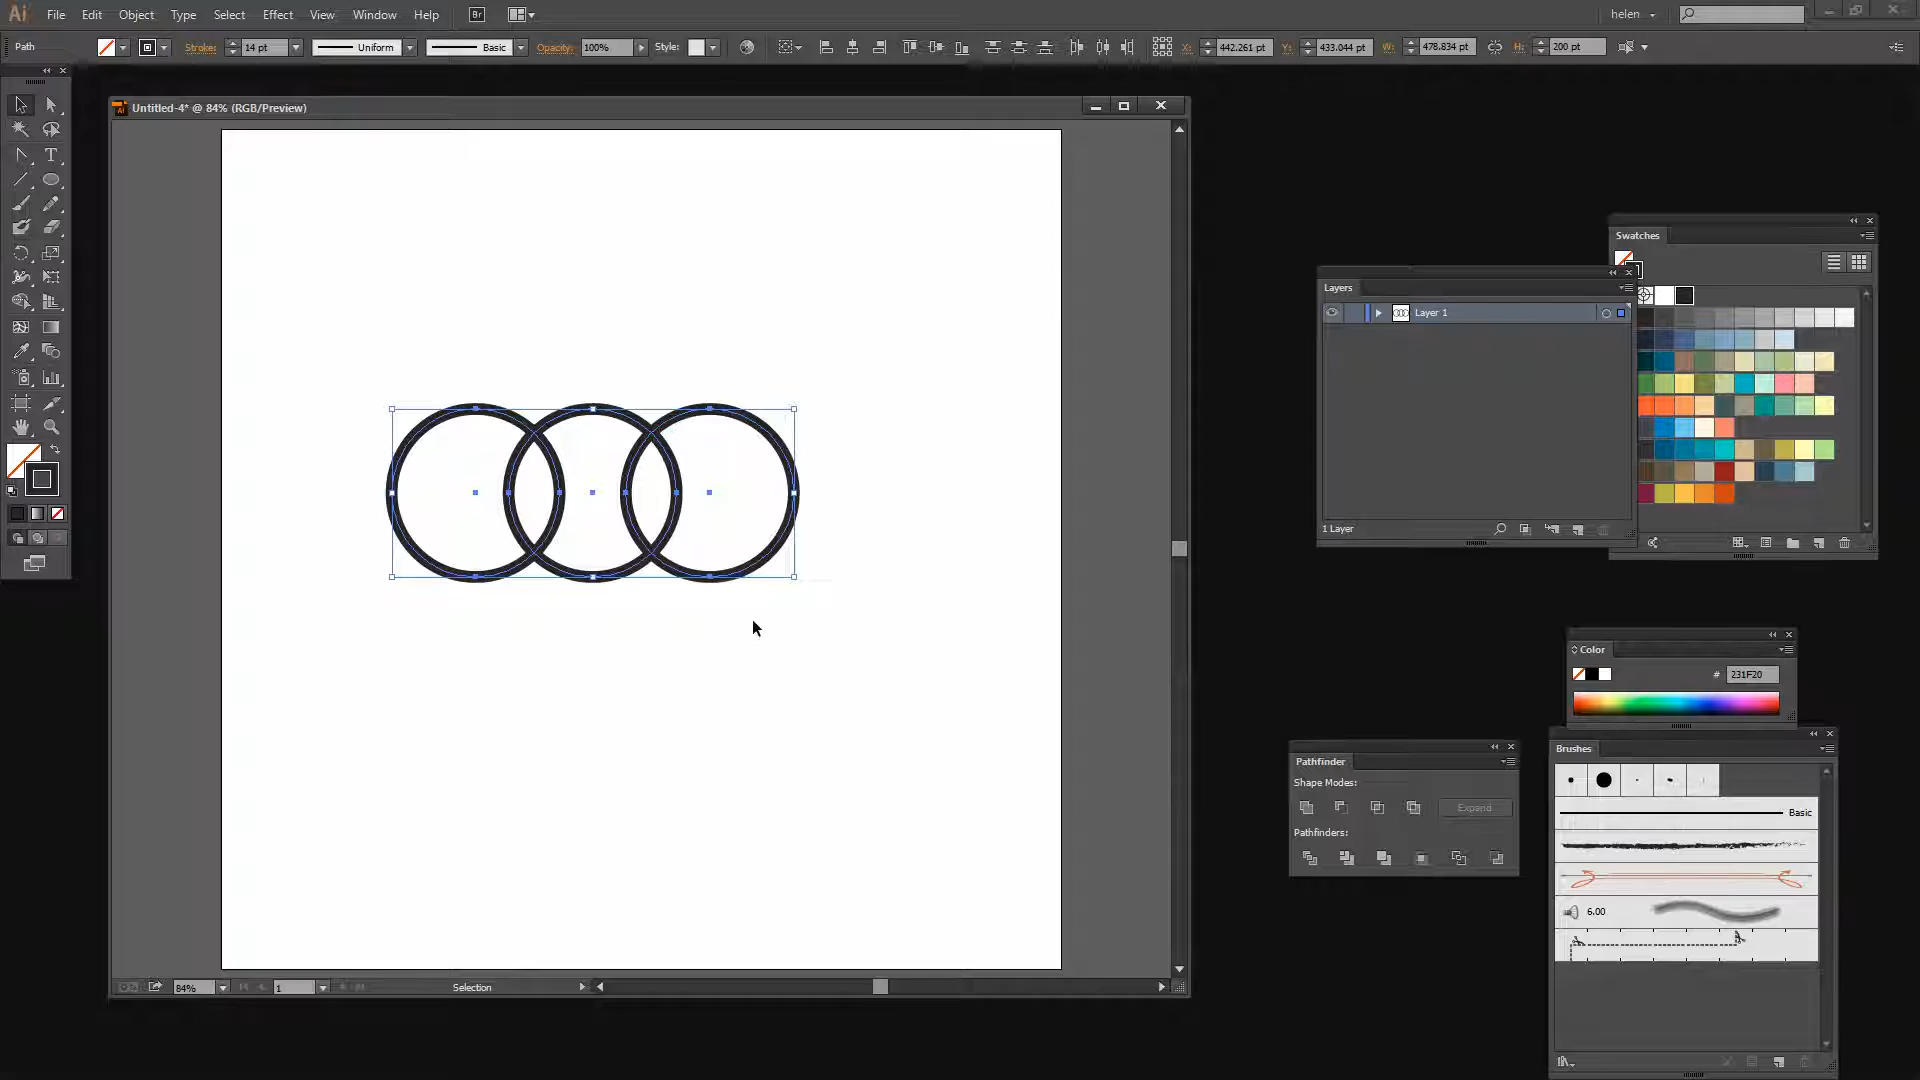 Ai File Edit Object Type Select Effect View Window Help Br helen
Path Stroke: 14 pt Uniform Basic Opacity: 100% Style: X: 442.261 pt Y: 433.044 pt W: 478.834 pt H: 200 pt
Untitled-4* @ 84% (RGB/Preview)
Swatches
Layers
Layer 1
1 Layer
Color
# 231F20
Brushes
Basic
6.00
Pathfinder
Shape Modes:
Expand
Pathfinders:
84% 1 Selection